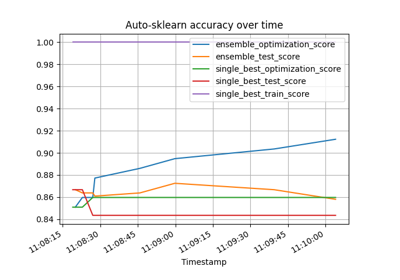 Auto-sklearn accuracy over time
1.00
0.98
0.96
0.94
0.92
0.90
0.88
0.86
0.84
ensemble_optimization_score
ensemble_test_score
single_best_optimization_score
single_best_test_score
single_best_train_score
11:08:15
11:08:30
11:08:45
11:09:00
11:09:15
11:09:30
11:09:45
11:10:00
Timestamp